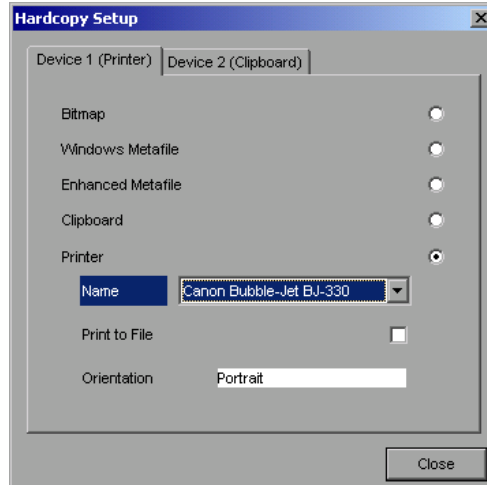 Hardcopy Setup
Device 1 (Printer) Device 2 (Clipboard)
Bitmap
Windows Metafile
Enhanced Metafile
Clipboard
Printer
Name Canon Bubble-Jet BJ-330
Print to File
Orientation Portrait
Close